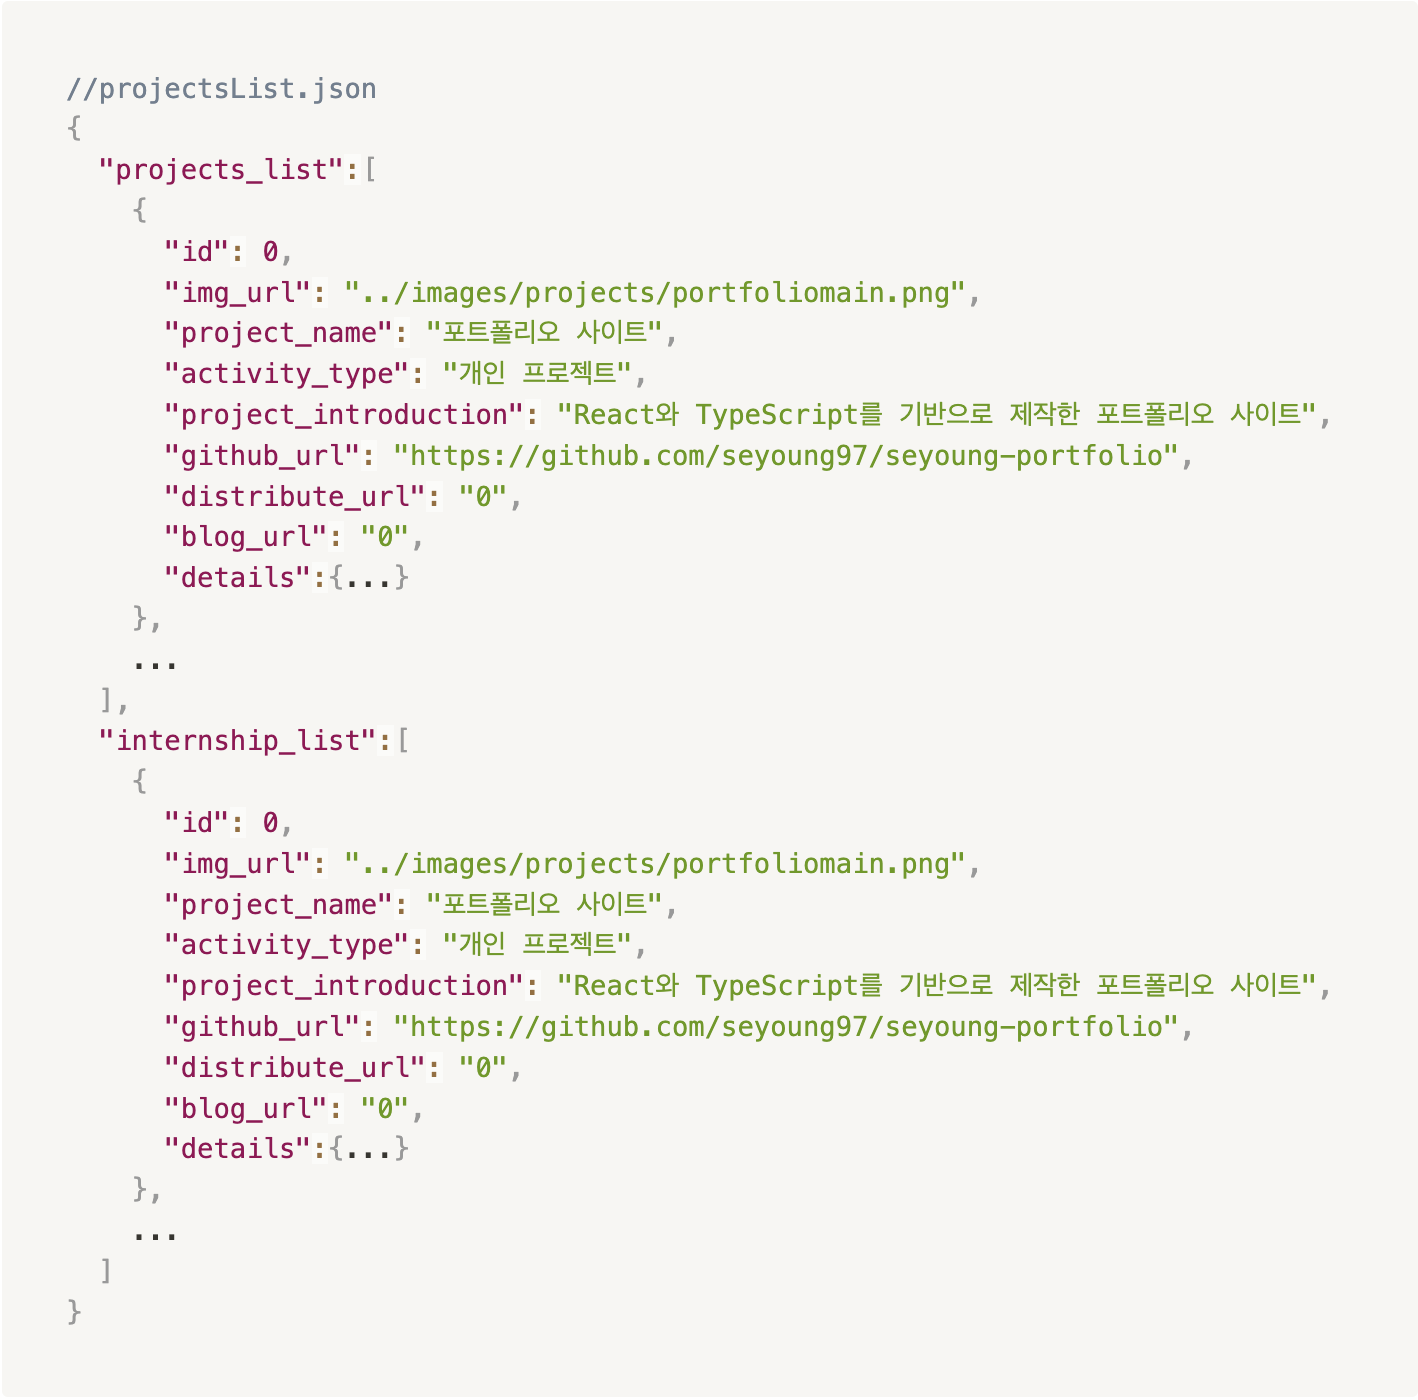 //projectsList.json
{
  "projects_list":[
    {
      "id": 0,
      "img_url": "../images/projects/portfoliomain.png",
      "project_name": "포트폴리오 사이트",
      "activity_type": "개인 프로젝트",
      "project_introduction": "React와 TypeScript를 기반으로 제작한 포트폴리오 사이트",
      "github_url": "https://github.com/seyoung97/seyoung-portfolio",
      "distribute_url": "0",
      "blog_url": "0",
      "details":{...}
    },
    ...
  ],
  "internship_list":[
    {
      "id": 0,
      "img_url": "../images/projects/portfoliomain.png",
      "project_name": "포트폴리오 사이트",
      "activity_type": "개인 프로젝트",
      "project_introduction": "React와 TypeScript를 기반으로 제작한 포트폴리오 사이트",
      "github_url": "https://github.com/seyoung97/seyoung-portfolio",
      "distribute_url": "0",
      "blog_url": "0",
      "details":{...}
    },
    ...
  ]
}